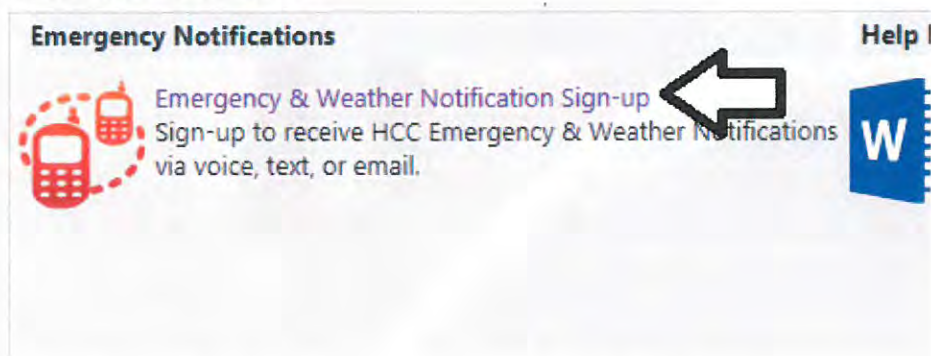 Emergency Notifications
Emergency & Weather Notification Sign-up
Sign-up to receive HCC Emergency & Weather Notifications
via voice, text, or email.
Help
W